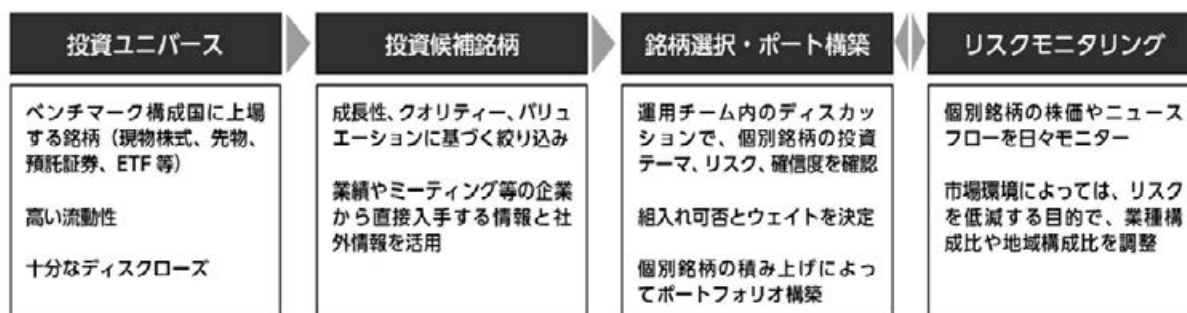 投資ユニバース
ベンチマーク構成国に上場
する銘柄（現物株式、先物、
預託証券、ETF 等）
高い流動性
十分なディスクローズ
投資候補銘柄
成長性、クオリティー、バリュ
エーションに基づく絞り込み
業績やミーティング等の企業
から直接入手する情報と社
外情報を活用
銘柄選択・ポート構築
運用チーム内のディスカッ
ションで、個別銘柄の投資
テーマ、リスク、確信度を確認
組入れ可否とウェイトを決定
個別銘柄の積み上げによっ
てポートフォリオ構築
リスクモニタリング
個別銘柄の株価やニュース
フローを日々モニター
市場環境によっては、リスク
を低減する目的で、業種構
成比や地域構成比を調整